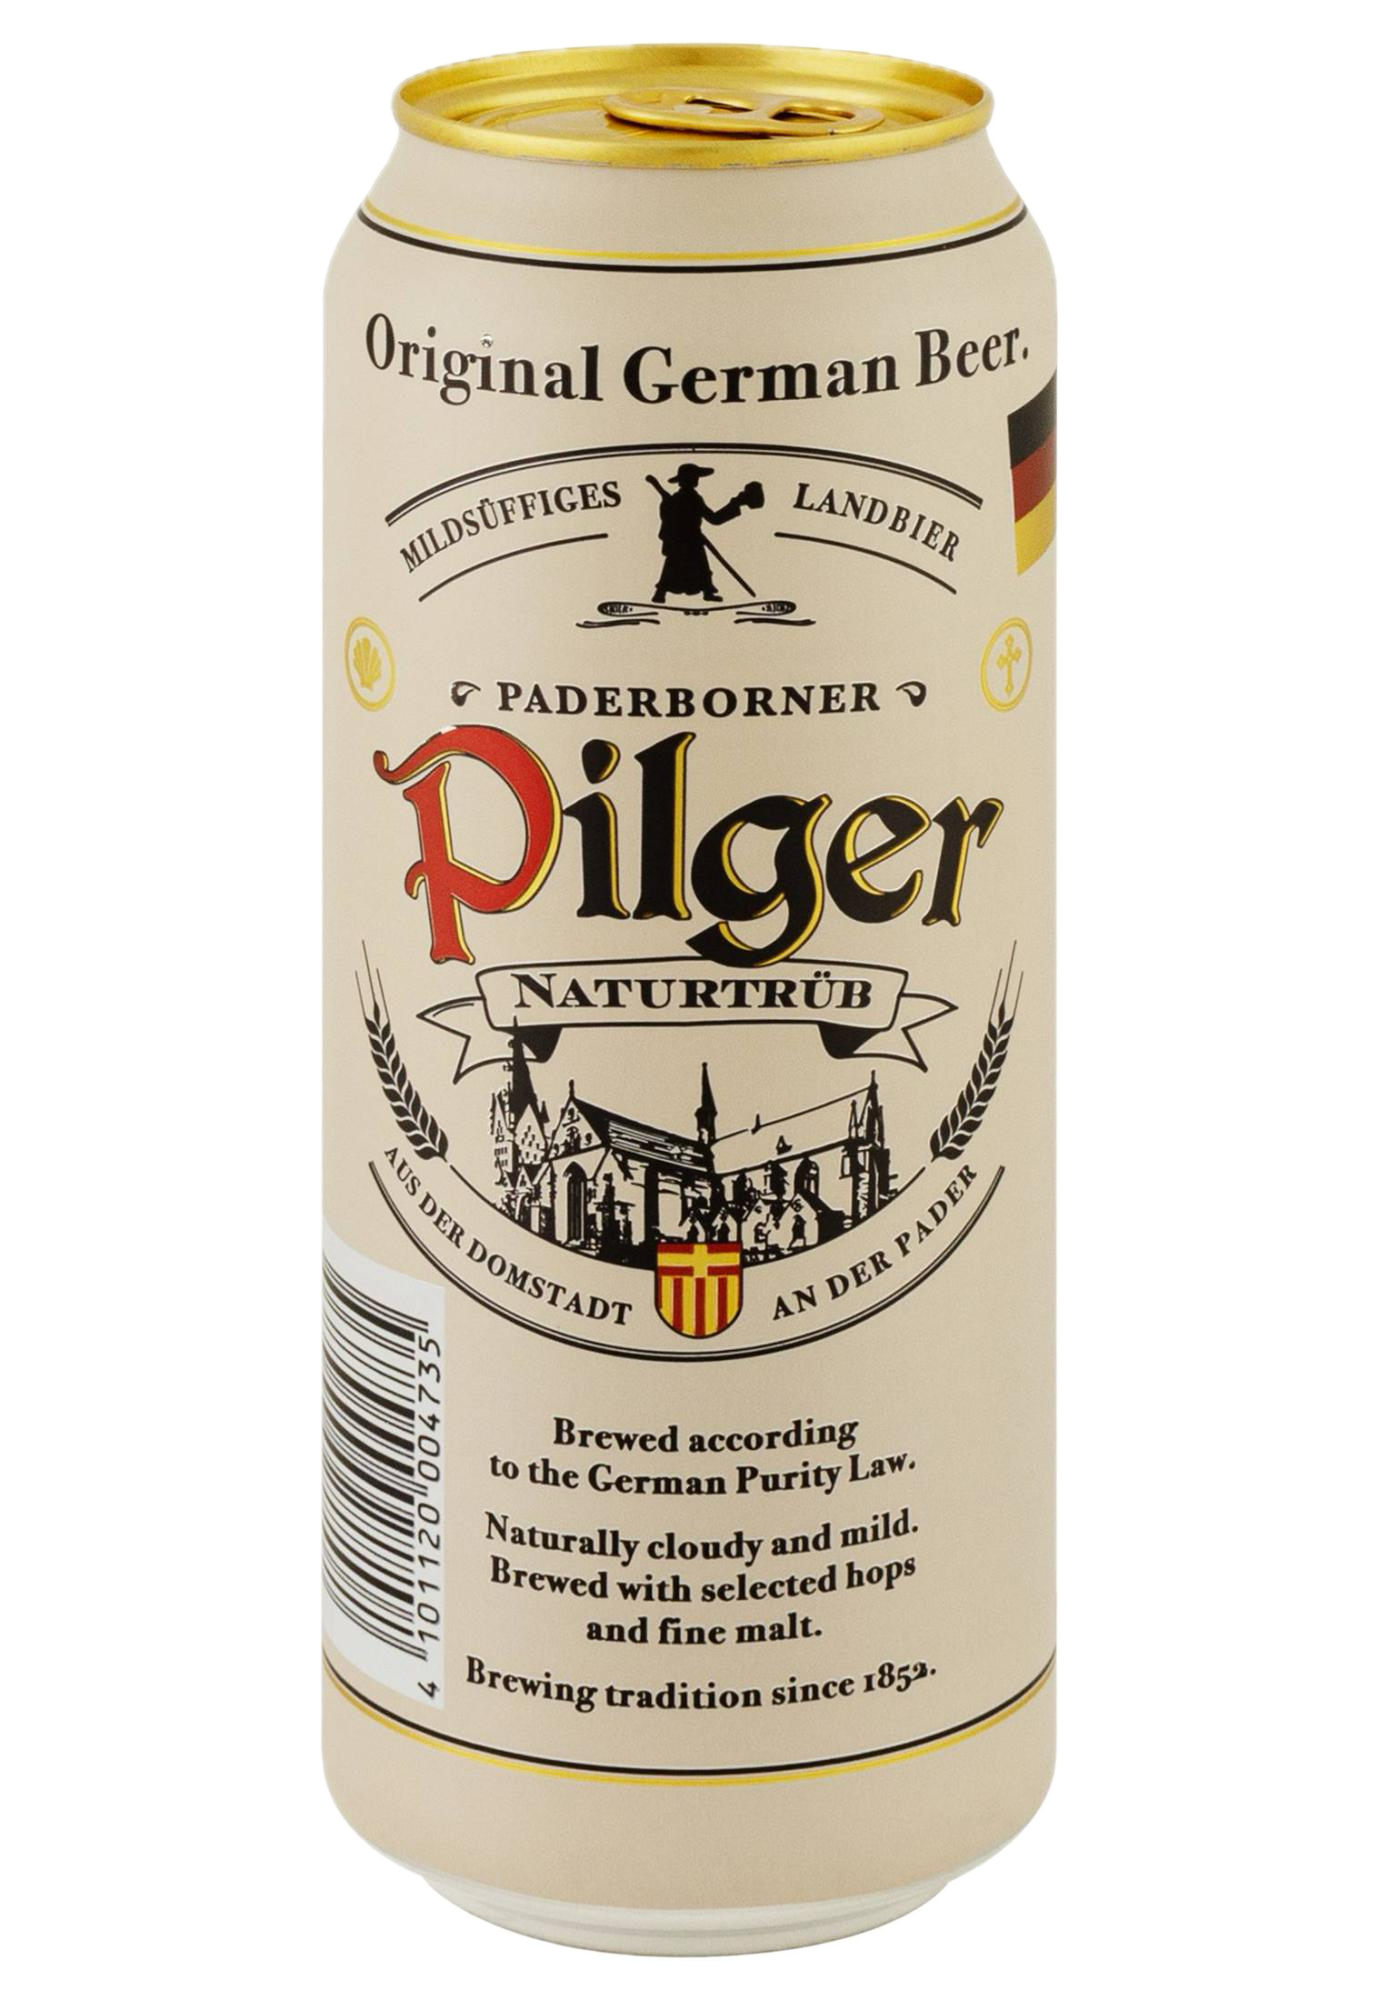 Original German Beer.
MILDSÜFFIGES LANDBIER
PADERBORNER
Pilger
NATURTRÜB
AUS DER DOMSTADT AN DER PADER
Brewed according
to the German Purity Law.
Naturally cloudy and mild.
Brewed with selected hops
and fine malt.
Brewing tradition since 1852.
4 101120 004735